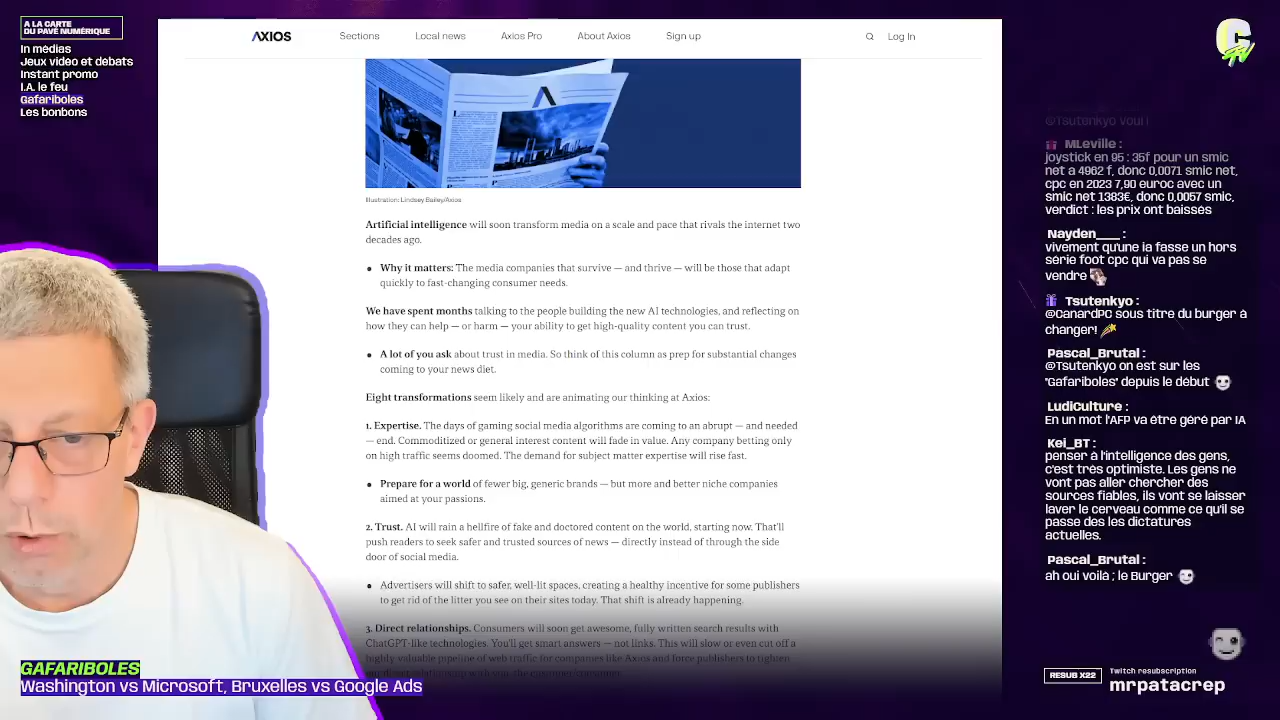 A LA CARTE
DU PAVÉ NUMÉRIQUE
In médias
Jeux vidéo et débats
Instant promo
I.A. le feu
Gafariboles
Les bonbons
AXIOS
Sections
Local news
Axios Pro
About Axios
Sign up
Log In
Illustration: Lindsey Bailey/Axios
Artificial intelligence will soon transform media on a scale and pace that rivals the internet two
decades ago.
Why it matters: The media companies that survive — and thrive — will be those that adapt
quickly to fast-changing consumer needs.
We have spent months talking to the people building the new AI technologies, and reflecting on
how they can help — or harm — your ability to get high-quality content you can trust.
A lot of you ask about trust in media. So think of this column as prep for substantial changes
coming to your news diet.
Eight transformations seem likely and are animating our thinking at Axios:
1. Expertise. The days of gaming social media algorithms are coming to an abrupt — and needed
— end. Commoditized or general interest content will fade in value. Any company betting only
on high traffic seems doomed. The demand for subject matter expertise will rise fast.
Prepare for a world of fewer big, generic brands — but more and better niche companies
aimed at your passions.
2. Trust. AI will rain a hellfire of fake and doctored content on the world, starting now. That'll
push readers to seek safer and trusted sources of news — directly instead of through the side
door of social media.
Advertisers will shift to safer, well-lit spaces, creating a healthy incentive for some publishers
to get rid of the litter you see on their sites today. That shift is already happening.
3. Direct relationships. Consumers will soon get awesome, fully written search results with
ChatGPT-like technologies. You'll get smart answers — not links. This will slow or even cut off a
highly valuable pipeline of web traffic for companies like Axios and force publishers to tighten
GAFARIBOLES
Washington vs Microsoft, Bruxelles vs Google Ads
@Tsutenkyo voui
MLeville :
joystick en 95 : 35f pour un smic
net a 4962 f, donc 0,0071 smic net,
cpc en 2023 7,90 euroc avec un
smic net 1383€, donc 0,0057 smic,
verdict : les prix ont baissés
Nayden___ :
vivement qu'une ia fasse un hors
série foot cpc qui va pas se
vendre
Tsutenkyo :
@CanardPC sous titre du burger à
changer!
Pascal_Brutal :
@Tsutenkyo on est sur les
"Gafariboles" depuis le début
LudiCulture :
En un mot l'AFP va être géré par IA
Kei_BT :
penser à l'intelligence des gens,
c'est très optimiste. Les gens ne
vont pas aller chercher des
sources fiables, ils vont se laisser
laver le cerveau comme ce qu'il se
passe des les dictatures
actuelles.
Pascal_Brutal :
ah oui voila ; le Burger
RESUB X22
Twitch resubscription
mrpatacrep